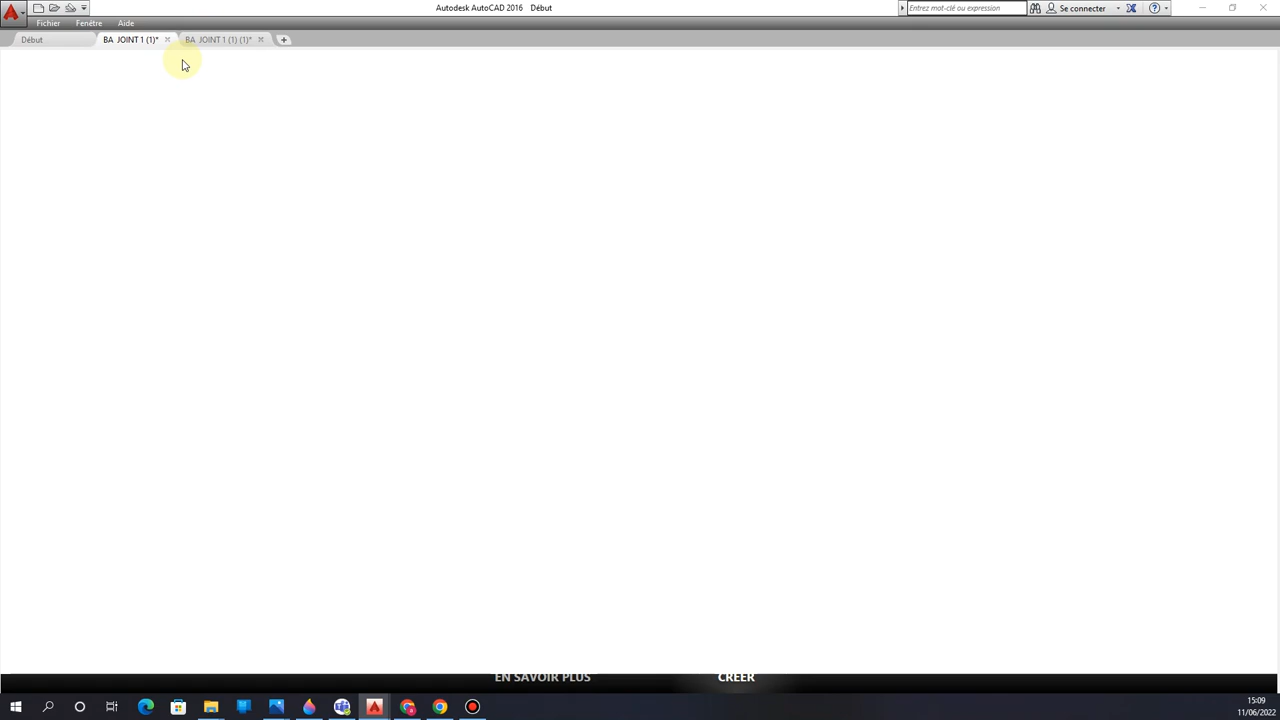 Autodesk AutoCAD 2016 Début
Entrez mot-clé ou expression
Se connecter
Fichier Fenêtre Aide
Début BA JOINT 1 (1)* BA JOINT 1 (1) (1)*
EN SAVOIR PLUS CRÉER
15:09
11/06/2022